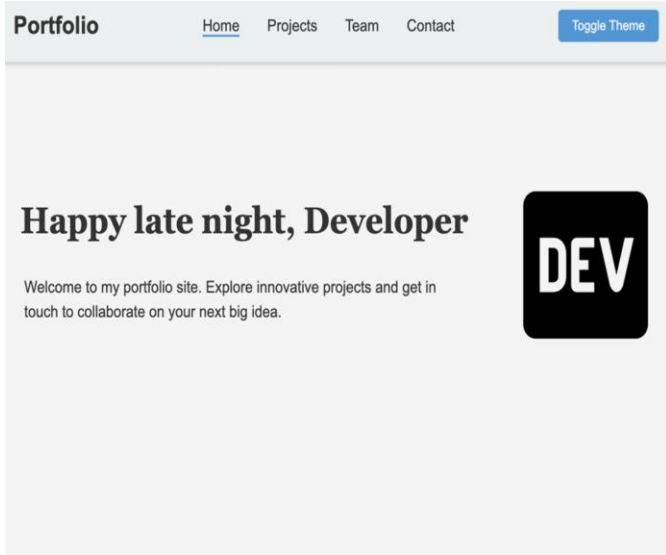 Portfolio
Home Projects Team Contact
Toggle Theme
Happy late night, Developer
DEV
Welcome to my portfolio site. Explore innovative projects and get in
touch to collaborate on your next big idea.